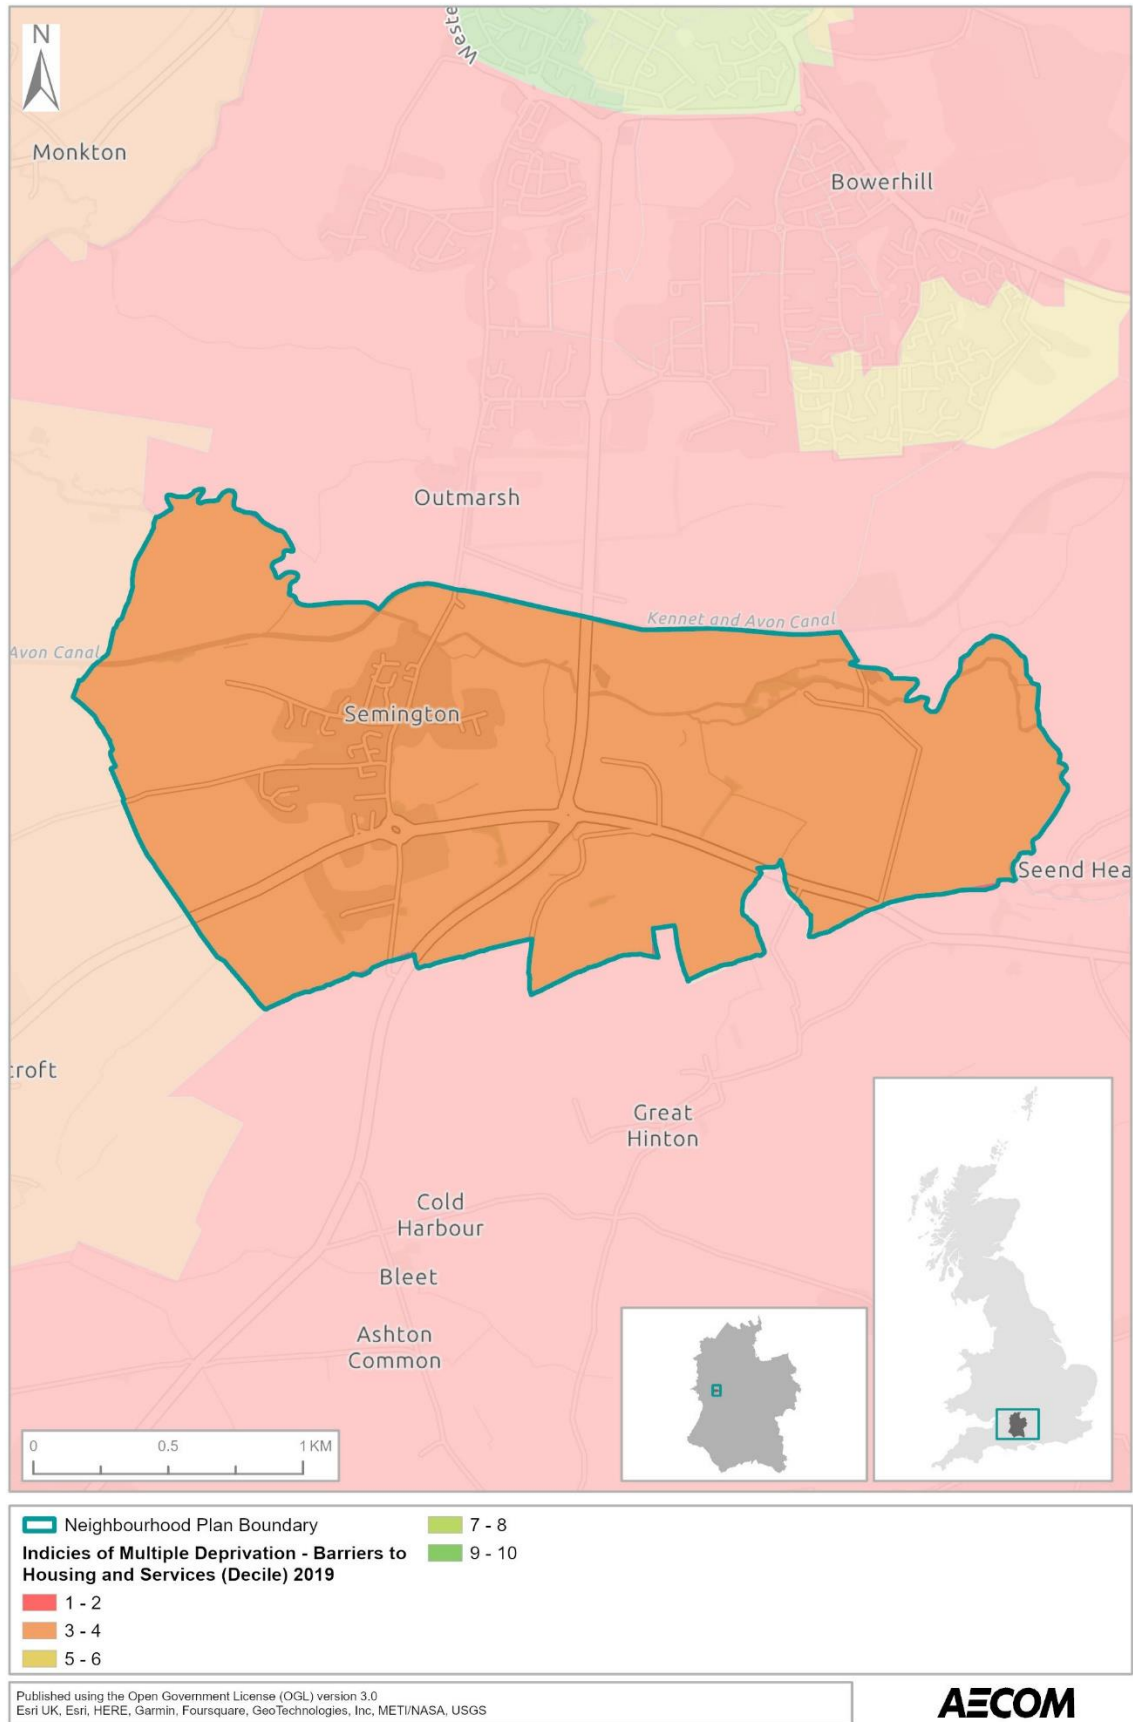 N
Weste
Monkton
Bowerhill
Outmarsh
Kennet and Avon Canal
Avon Canal
Semington
Seend Hea
croft
Great
Hinton
Cold
Harbour
Bleet
Ashton
Common
0 0.5 1 KM
Neighbourhood Plan Boundary
Indicies of Multiple Deprivation - Barriers to
Housing and Services (Decile) 2019
1 - 2
3 - 4
5 - 6
7 - 8
9 - 10
Published using the Open Government License (OGL) version 3.0
Esri UK, Esri, HERE, Garmin, Foursquare, GeoTechnologies, Inc, METI/NASA, USGS
AECOM